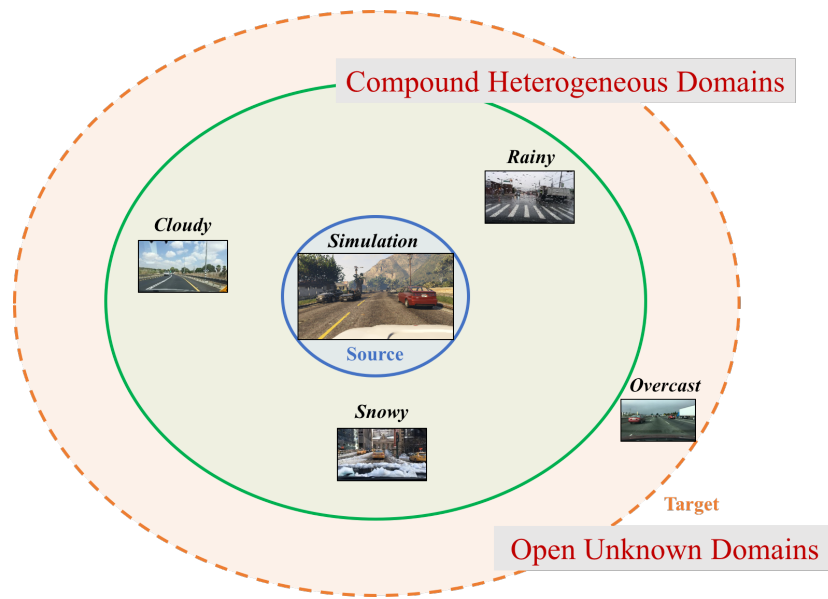 Compound Heterogeneous Domains
Rainy
Cloudy
Simulation
Source
Overcast
Snowy
Target
Open Unknown Domains